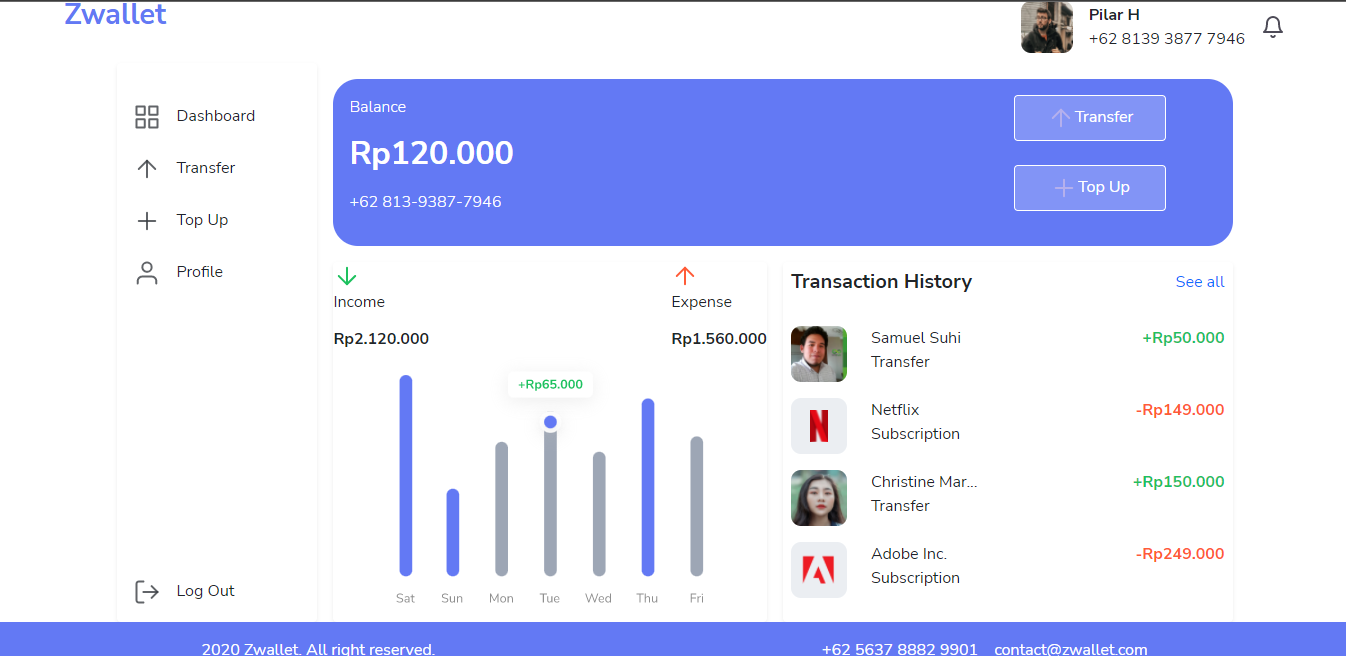 Zwallet
Pilar H
+62 8139 3877 7946
Dashboard
Transfer
Top Up
Profile
Log Out
Balance
Rp120.000
+62 813-9387-7946
Transfer
Top Up
Income
Rp2.120.000
Expense
Rp1.560.000
+Rp65.000
Sat Sun Mon Tue Wed Thu Fri
Transaction History
See all
Samuel Suhi
Transfer
+Rp50.000
Netflix
Subscription
-Rp149.000
Christine Mar...
Transfer
+Rp150.000
Adobe Inc.
Subscription
-Rp249.000
2020 Zwallet. All right reserved.
+62 5637 8882 9901 contact@zwallet.com